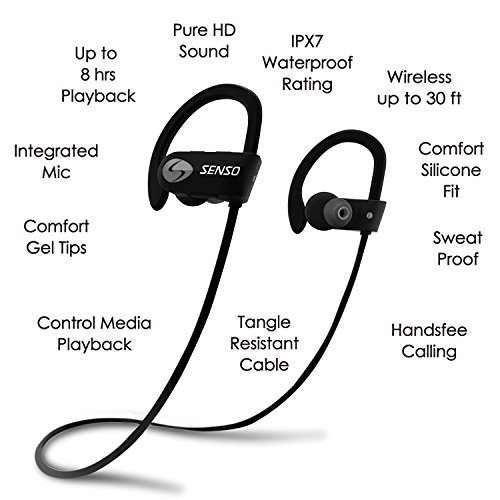 Pure HD
Sound
IPX7
Waterproof
Rating
Up to
8 hrs
Playback
Wireless
up to 30 ft
Integrated
Mic
SENSO
Comfort
Silicone
Fit
Comfort
Gel Tips
Sweat
Proof
Control Media
Playback
Tangle
Resistant
Cable
Handsfee
Calling